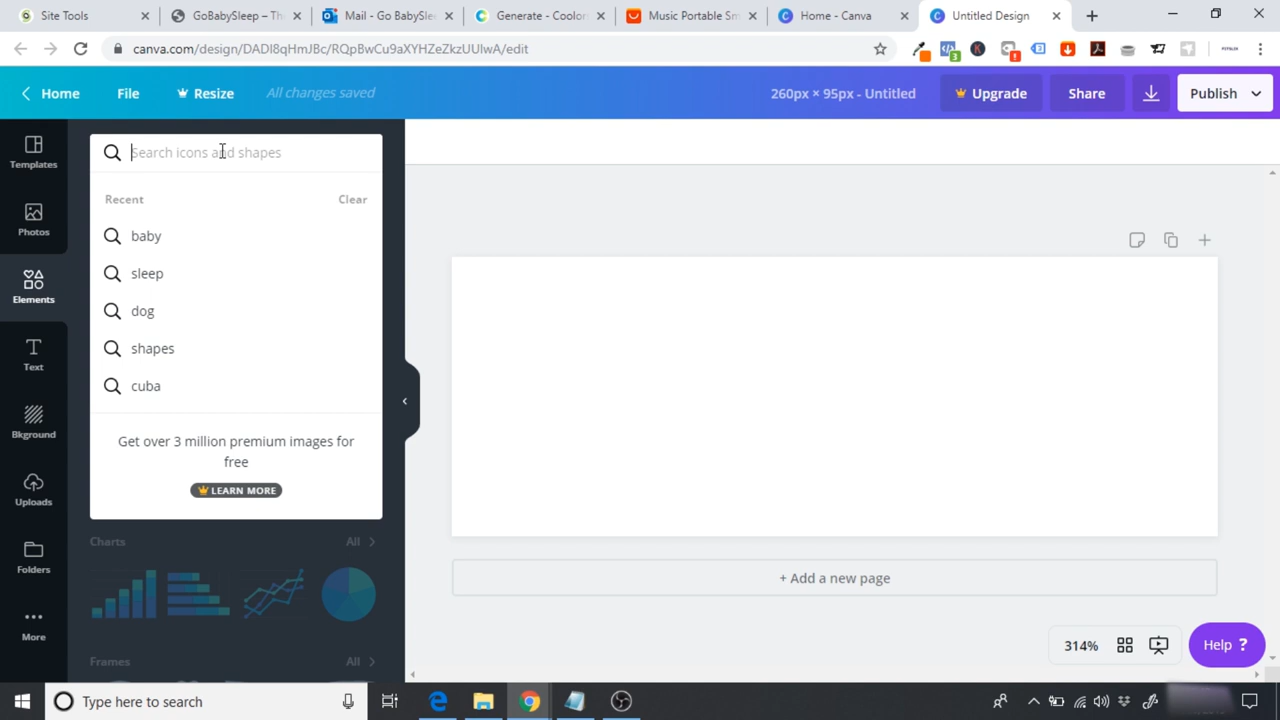 Site Tools
GoBabySleep – Th
Mail - Go BabySle
Generate - Coolor
Music Portable Sm
Home - Canva
Untitled Design
canva.com/design/DADl8qHmJBc/RQpBwCu9aXYHZeZkzUUlwA/edit
Home
File
Resize
All changes saved
260px × 95px - Untitled
Upgrade
Share
Publish
Templates
Photos
Elements
Text
Bkground
Uploads
Folders
More
Search icons and shapes
Recent
Clear
baby
sleep
dog
shapes
cuba
Get over 3 million premium images for
free
LEARN MORE
Charts
All
Frames
All
+ Add a new page
314%
Help ?
Type here to search